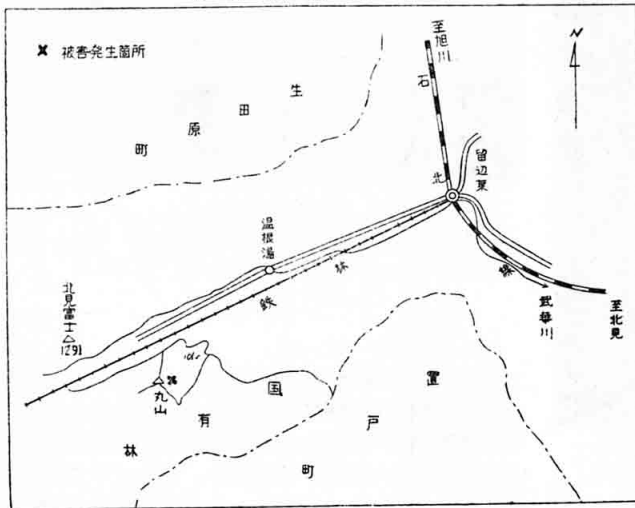 ✖ 被害発生箇所
至旭川
N
石
北
線
生
田
原
町
留辺蘂
温根湯
林
鉄
武華川
至北見
北見富士
△1291
丸山
国
有
林
置
戸
町